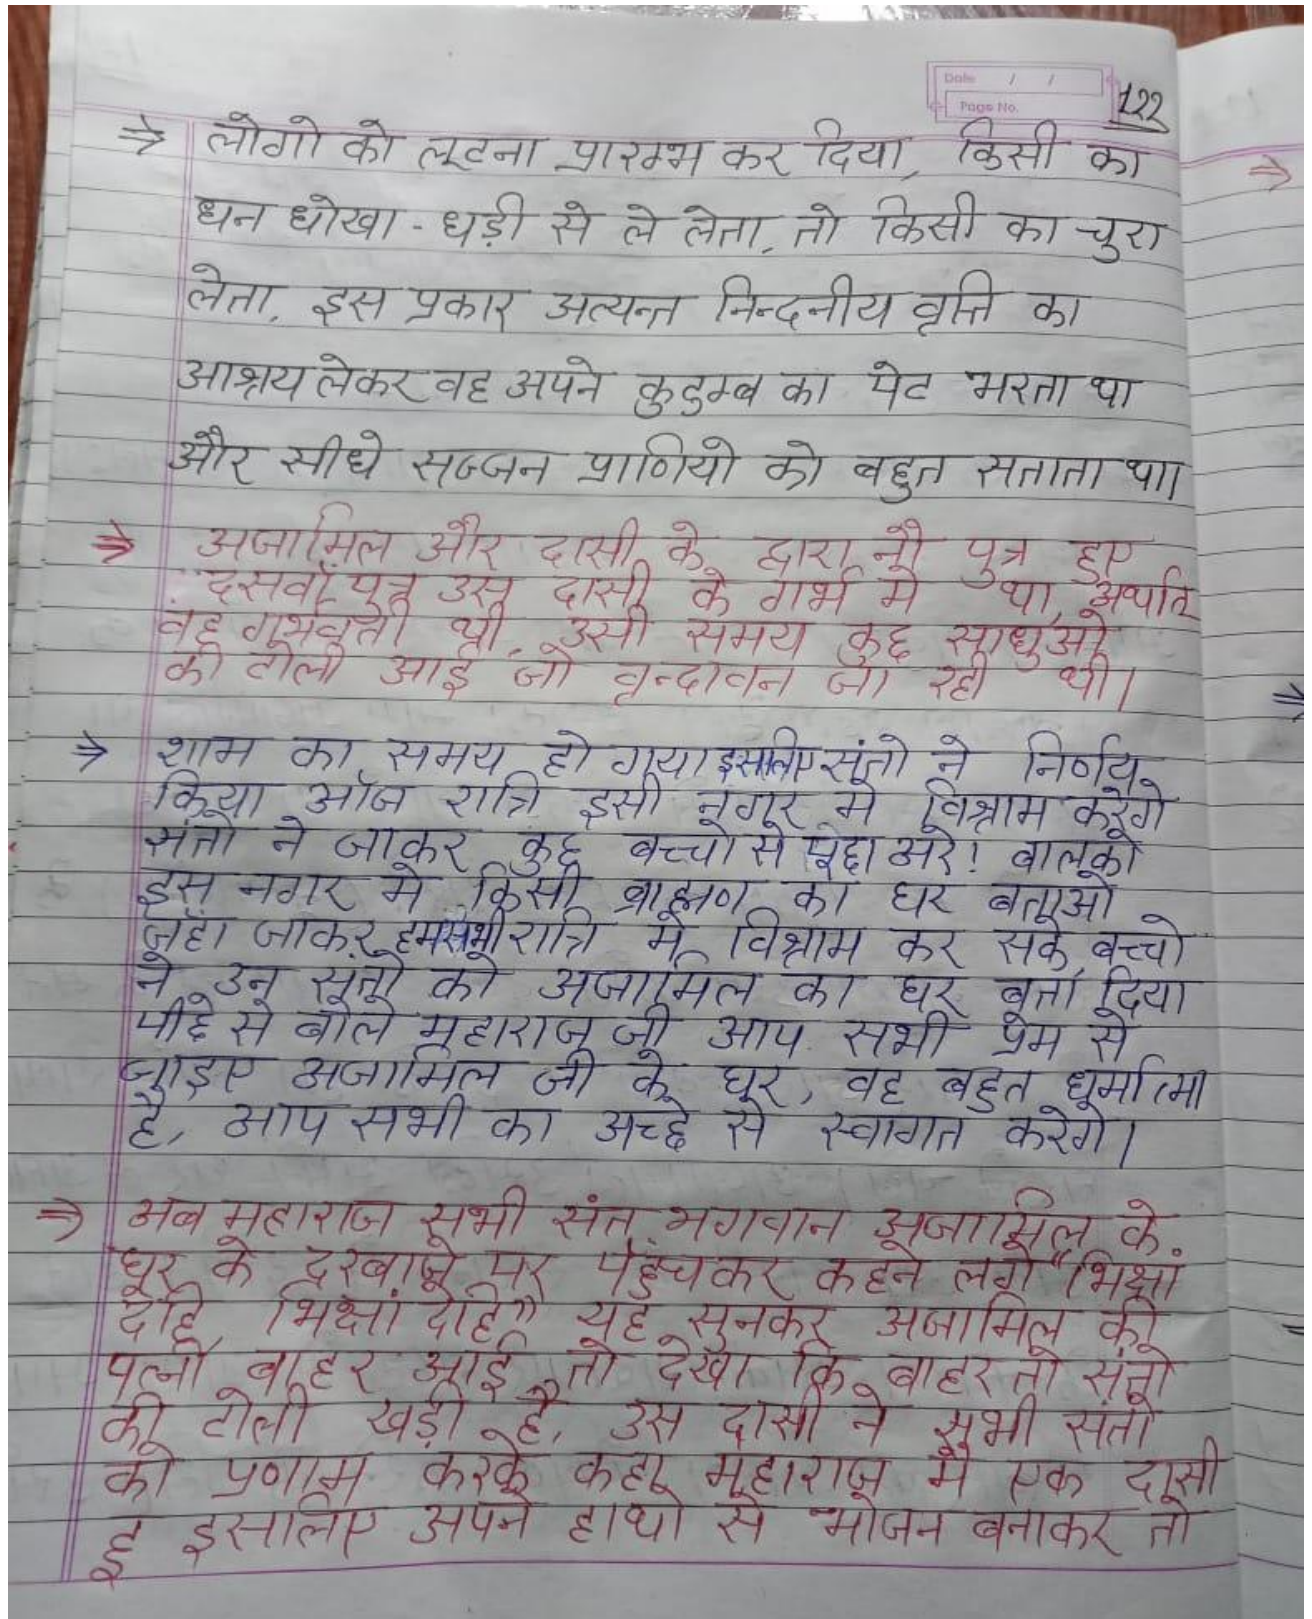 Date / /
Page No.
122
⇒ लोगो को लूटना प्रारम्भ कर दिया, किसी का
धन धोखा - धड़ी से ले लेता, तो किसी का चुरा
लेता, इस प्रकार अत्यन्त निन्दनीय वृत्ति का
आश्रय लेकर वह अपने कुटुम्ब का पेट भरता था
और सीधे सज्जन प्राणियो को बहुत सताता था।
⇒ अजामिल और दासी के द्वारा नौ पुत्र हुए
दसवाँ पुत्र उस दासी के गर्भ मे था, अर्थात
वह गर्भवती थी, उसी समय कुछ साधुओ
की टोली आई जो वृन्दावन जा रही थी।
⇒ शाम का समय हो गया इसलिए संतो ने निर्णय
किया आज रात्रि इसी नगर मे विश्राम करेगे
संतो ने जाकर कुछ बच्चो से पूछा अरे! बालको
इस नगर मे किसी ब्राह्मण का घर बताओ
जहाँ जाकर हम सभी रात्रि मे विश्राम कर सके, बच्चो
ने उन संतो को अजामिल का घर बता दिया
पीछे से बोले महाराज जी आप सभी प्रेम से
जाइए अजामिल जी के घर, वह बहुत धर्मात्मा
है, आप सभी का अच्छे से स्वागत करेगे।
⇒ अब महाराज सभी संत भगवान अजामिल के
घर के दरवाजे पर पहुंचकर कहने लगे "भिक्षां
देहि, भिक्षां देहि" यह सुनकर अजामिल की
पत्नी बाहर आई तो देखा कि बाहर तो संतो
की टोली खड़ी है, उस दासी ने सभी संतो
को प्रणाम करके कहा महाराज मै एक दासी
हू इसलिए अपने हाथो से भोजन बनाकर तो